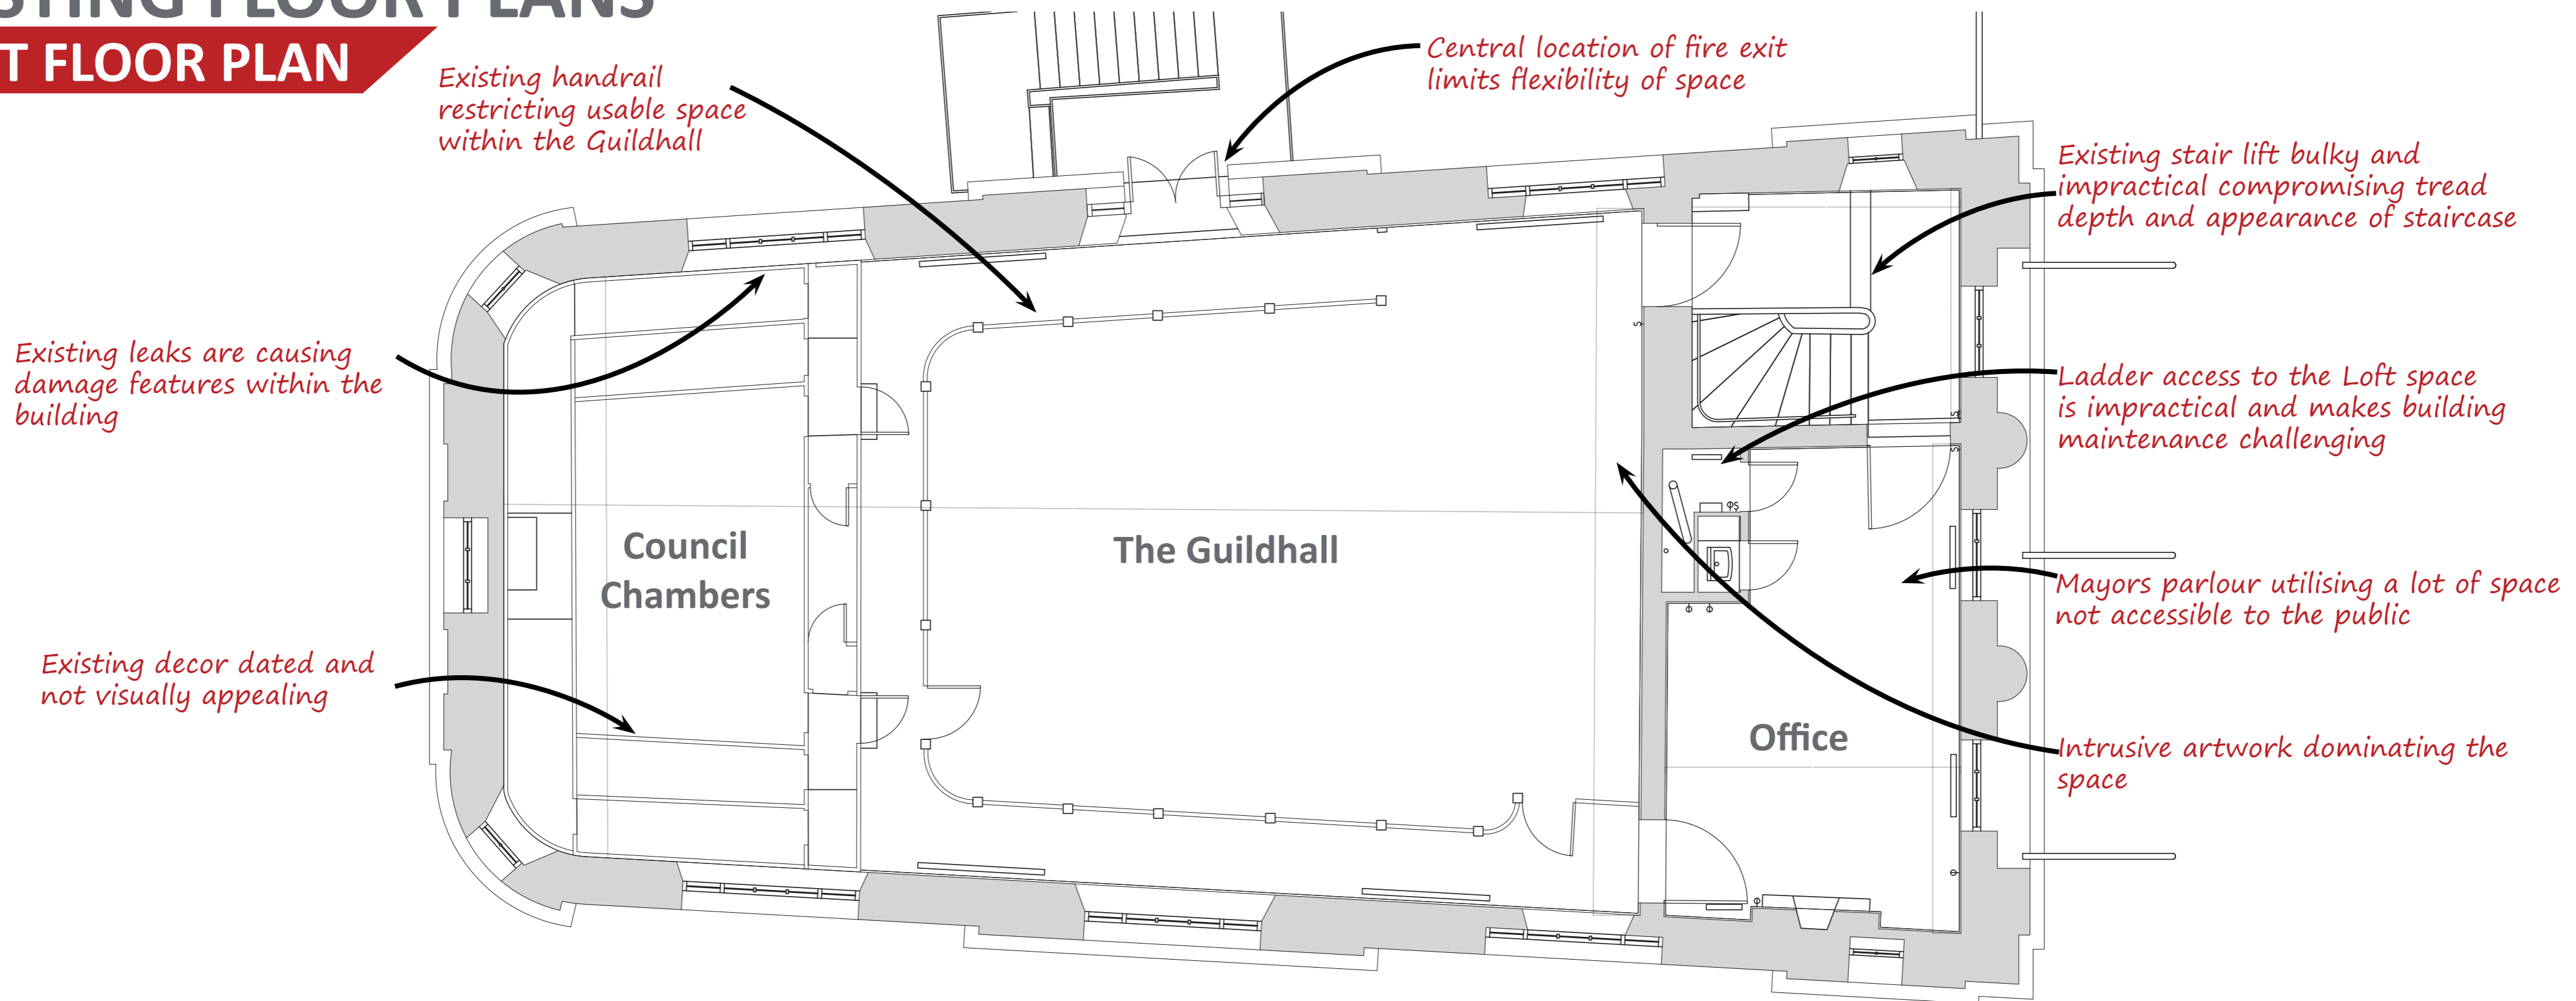 STING FLOOR PLANS
T FLOOR PLAN
Existing handrail
restricting usable space
within the Guildhall
Central location of fire exit
limits flexibility of space
Existing stair lift bulky and
impractical compromising tread
depth and appearance of staircase
Existing leaks are causing
damage features within the
building
Ladder access to the Loft space
is impractical and makes building
maintenance challenging
Council
Chambers
The Guildhall
Mayors parlour utilising a lot of space
not accessible to the public
Existing decor dated and
not visually appealing
Office
Intrusive artwork dominating the
space